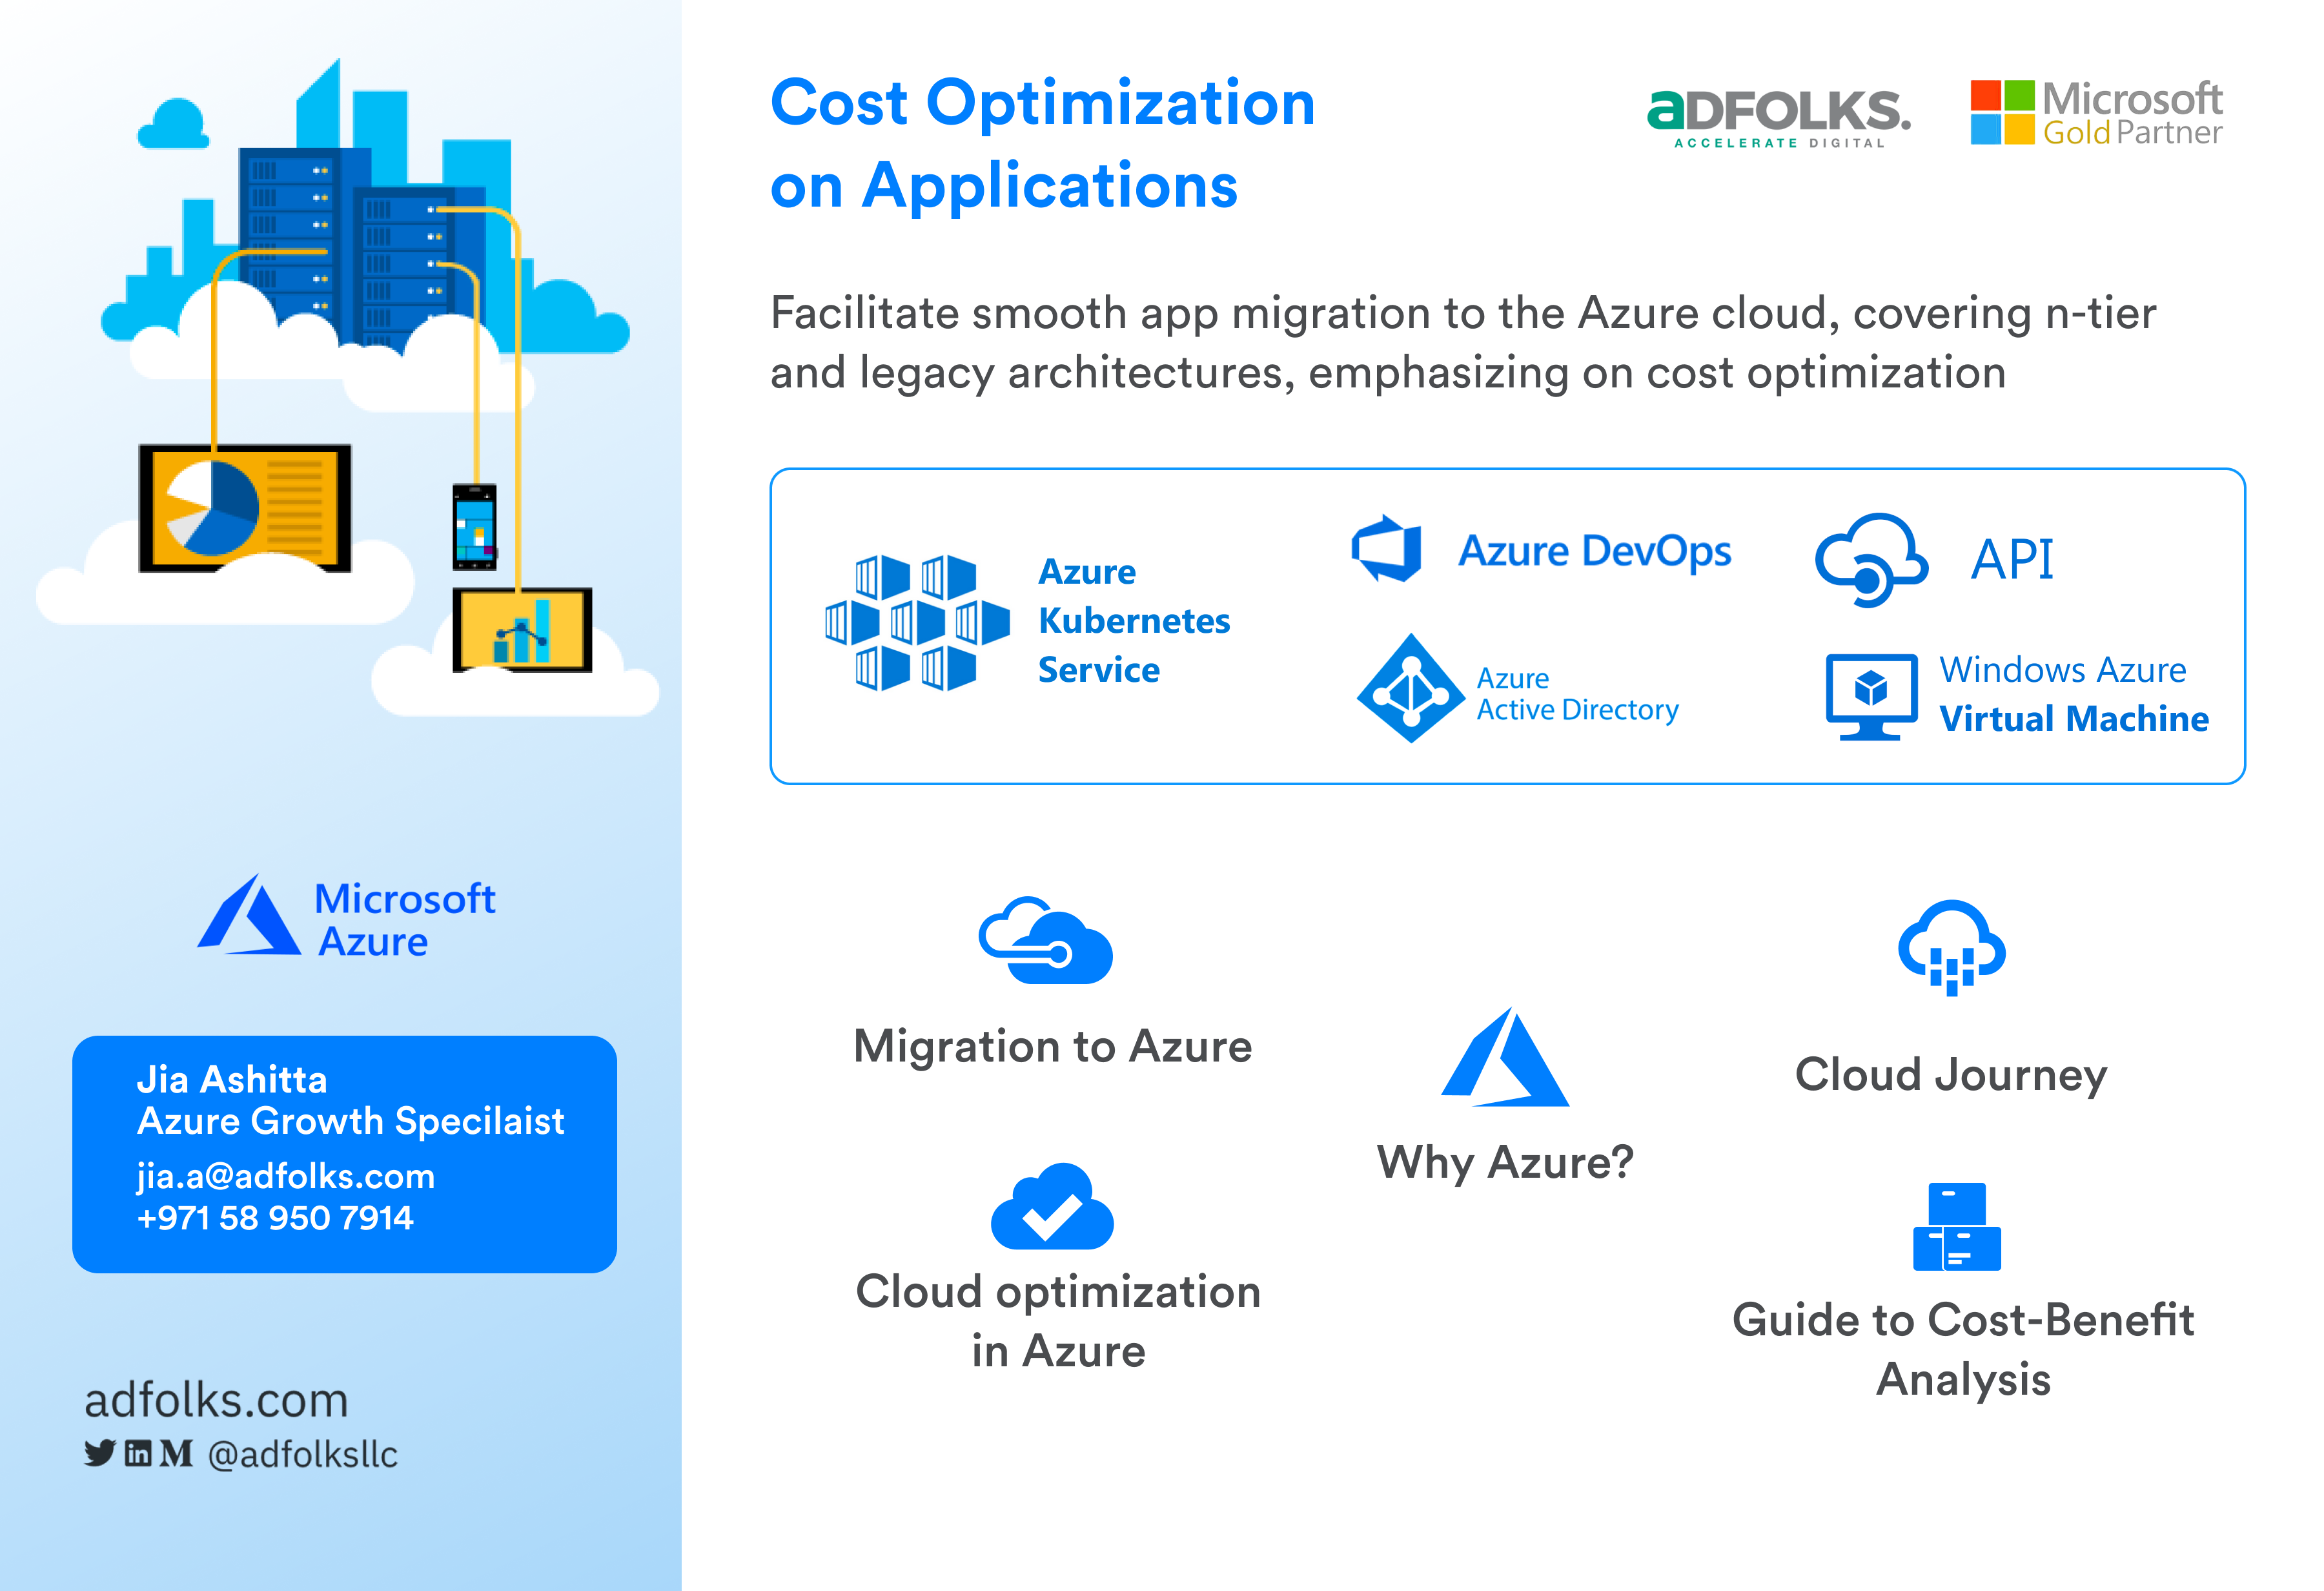 Cost Optimization
on Applications
aDFOLKS.
ACCELERATE DIGITAL
Microsoft
Gold Partner
Facilitate smooth app migration to the Azure cloud, covering n-tier
and legacy architectures, emphasizing on cost optimization
Azure
Kubernetes
Service
Azure DevOps
API
Azure
Active Directory
Windows Azure
Virtual Machine
Migration to Azure
Cloud optimization
in Azure
Why Azure?
Cloud Journey
Guide to Cost-Benefit
Analysis
Microsoft
Azure
Jia Ashitta
Azure Growth Specilaist
jia.a@adfolks.com
+971 58 950 7914
adfolks.com
@adfolksllc